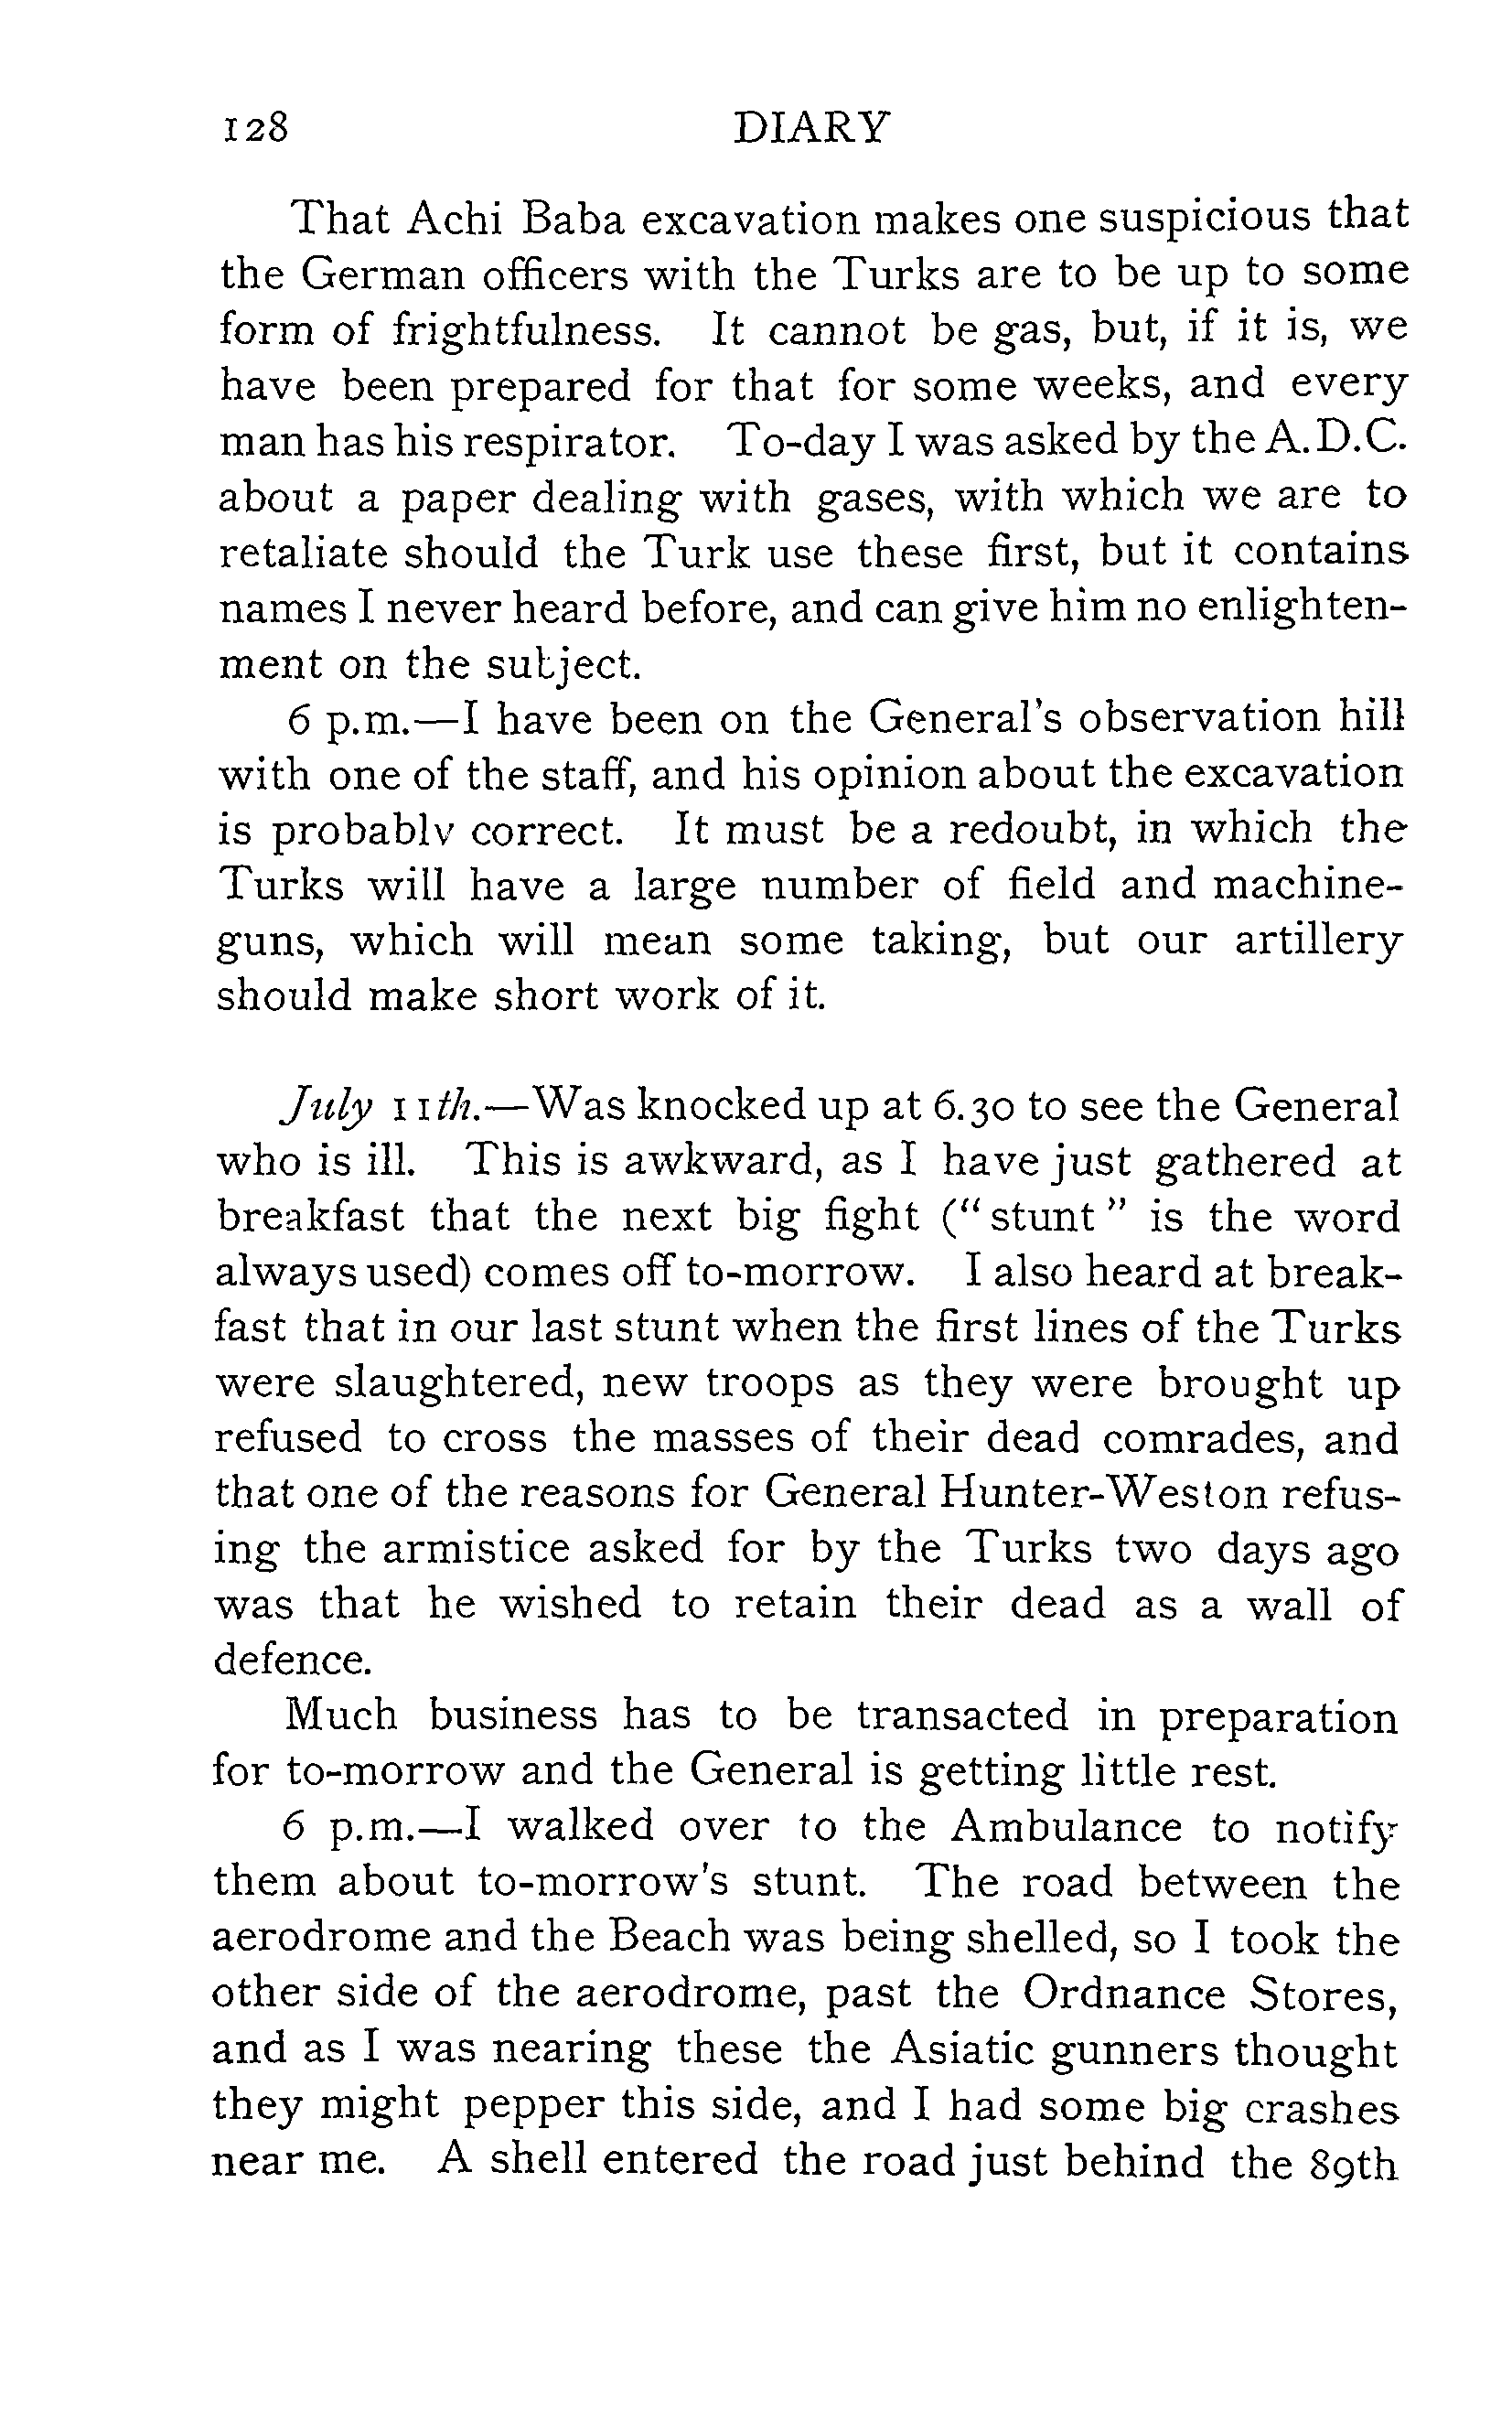 128 DIARY
That Achi Baba excavation makes one suspicious that
the German officers with the Turks are to be up to some
form of frightfulness. It cannot be gas, but, if it is, we
have been prepared for that for some weeks, and every
man has his respirator. To-day I was asked by the A.D.C.
about a paper dealing with gases, with which we are to
retaliate should the Turk use these first, but it contains
names I never heard before, and can give him no enlighten-
ment on the subject.
6 p.m.—I have been on the General's observation hill
with one of the staff, and his opinion about the excavation
is probably correct. It must be a redoubt, in which the
Turks will have a large number of field and machine-
guns, which will mean some taking, but our artillery
should make short work of it.
July 11th.—Was knocked up at 6.30 to see the General
who is ill. This is awkward, as I have just gathered at
breakfast that the next big fight ("stunt" is the word
always used) comes off to-morrow. I also heard at break-
fast that in our last stunt when the first lines of the Turks
were slaughtered, new troops as they were brought up
refused to cross the masses of their dead comrades, and
that one of the reasons for General Hunter-Weston refus-
ing the armistice asked for by the Turks two days ago
was that he wished to retain their dead as a wall of
defence.
Much business has to be transacted in preparation
for to-morrow and the General is getting little rest.
6 p.m.—I walked over to the Ambulance to notify
them about to-morrow's stunt. The road between the
aerodrome and the Beach was being shelled, so I took the
other side of the aerodrome, past the Ordnance Stores,
and as I was nearing these the Asiatic gunners thought
they might pepper this side, and I had some big crashes
near me. A shell entered the road just behind the 89th